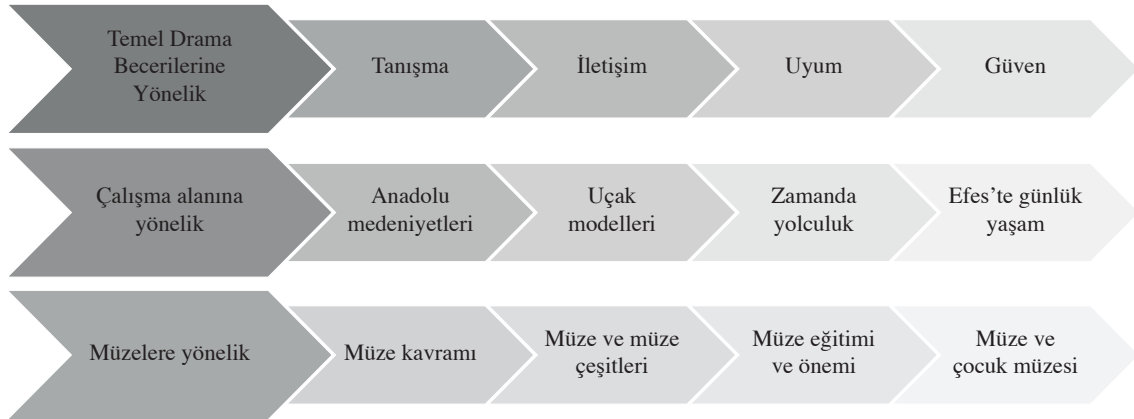 Temel Drama
Becerilerine
Yönelik
Tanışma
İletişim
Uyum
Güven
Çalışma alanına
yönelik
Anadolu
medeniyetleri
Uçak
modelleri
Zamanda
yolculuk
Efes’te günlük
yaşam
Müzelere yönelik
Müze kavramı
Müze ve müze
çeşitleri
Müze eğitimi
ve önemi
Müze ve
çocuk müzesi